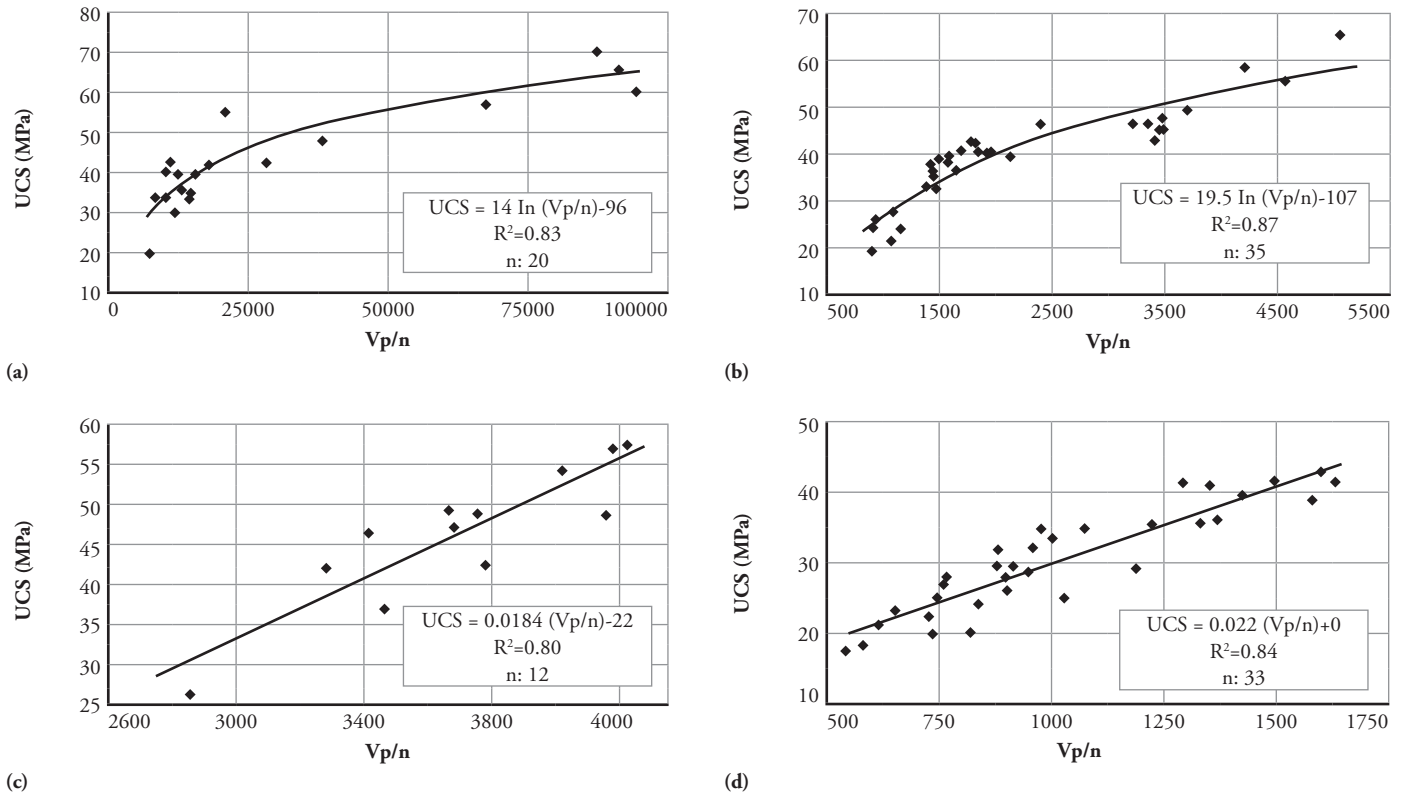 80
70
60
50
40
30
20
10
UCS (MPa)
UCS = 14 In (Vp/n)-96
R²=0.83
n: 20
0 25000 50000 75000 100000
Vp/n
(a)
70
60
50
40
30
20
10
UCS (MPa)
UCS = 19.5 In (Vp/n)-107
R²=0.87
n: 35
500 1500 2500 3500 4500 5500
Vp/n
(b)
60
55
50
45
40
35
30
25
UCS (MPa)
UCS = 0.0184 (Vp/n)-22
R²=0.80
n: 12
2600 3000 3400 3800 4000
Vp/n
(c)
50
40
30
20
10
UCS (MPa)
UCS = 0.022 (Vp/n)+0
R²=0.84
n: 33
500 750 1000 1250 1500 1750
Vp/n
(d)